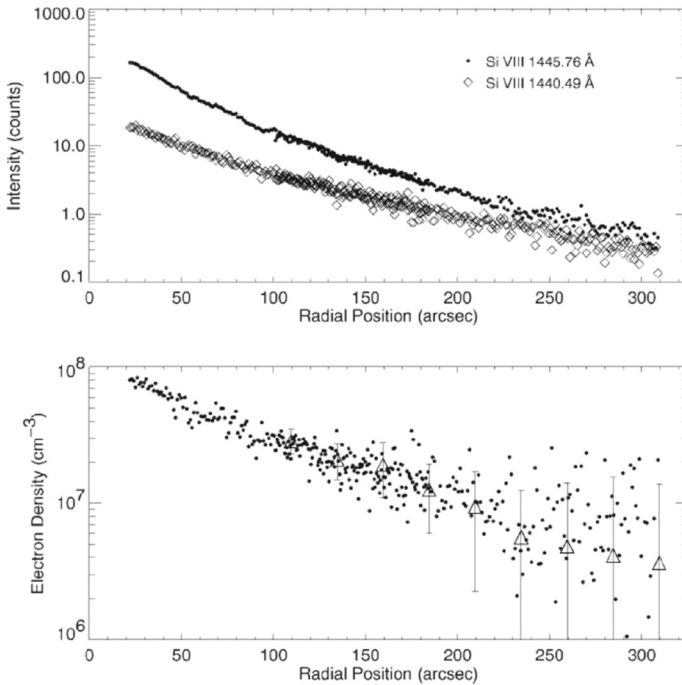 1000.0
100.0
10.0
1.0
0.1
Intensity (counts)
Si VIII 1445.76 Å
Si VIII 1440.49 Å
0 50 100 150 200 250 300
Radial Position (arcsec)
10⁸
10⁷
10⁶
Electron Density (cm⁻³)
0 50 100 150 200 250 300
Radial Position (arcsec)